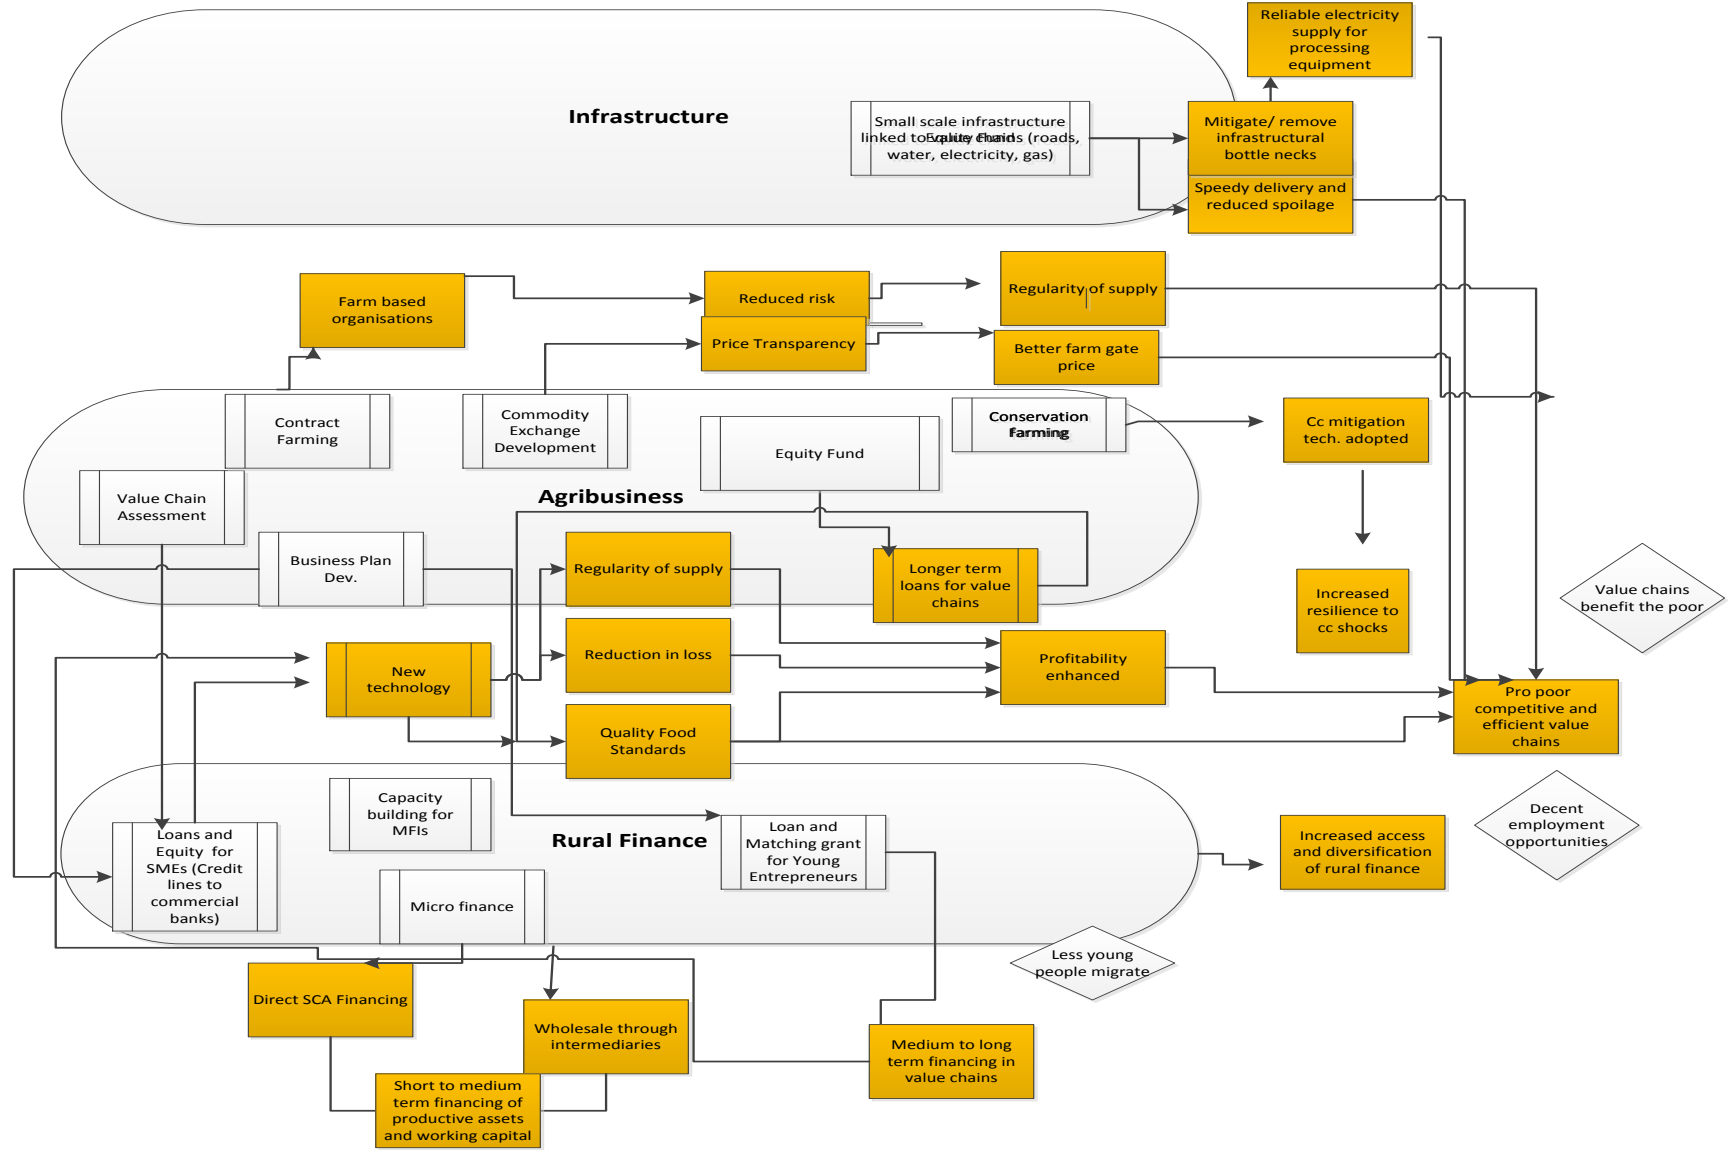 Reliable electricity
supply for
processing
equipment
Infrastructure
Small scale infrastructure
linked to value chains (roads,
water, electricity, gas)
Equity Fund
Mitigate/ remove
infrastructural
bottle necks
Speedy delivery and
reduced spoilage
Farm based
organisations
Reduced risk
Regularity of supply
Price Transparency
Better farm gate
price
Contract
Farming
Commodity
Exchange
Development
Equity Fund
Conservation
farming
Cc mitigation
tech. adopted
Value Chain
Assessment
Agribusiness
Business Plan
Dev.
Regularity of supply
Longer term
loans for value
chains
Increased
resilience to
cc shocks
Value chains
benefit the poor
New
technology
Reduction in loss
Profitability
enhanced
Quality Food
Standards
Pro poor
competitive and
efficient value
chains
Capacity
building for
MFIs
Rural Finance
Loans and
Equity for
SMEs (Credit
lines to
commercial
banks)
Loan and
Matching grant
for Young
Entrepreneurs
Increased access
and diversification
of rural finance
Decent
employment
opportunities
Micro finance
Less young
people migrate
Direct SCA Financing
Wholesale through
intermediaries
Medium to long
term financing in
value chains
Short to medium
term financing of
productive assets
and working capital